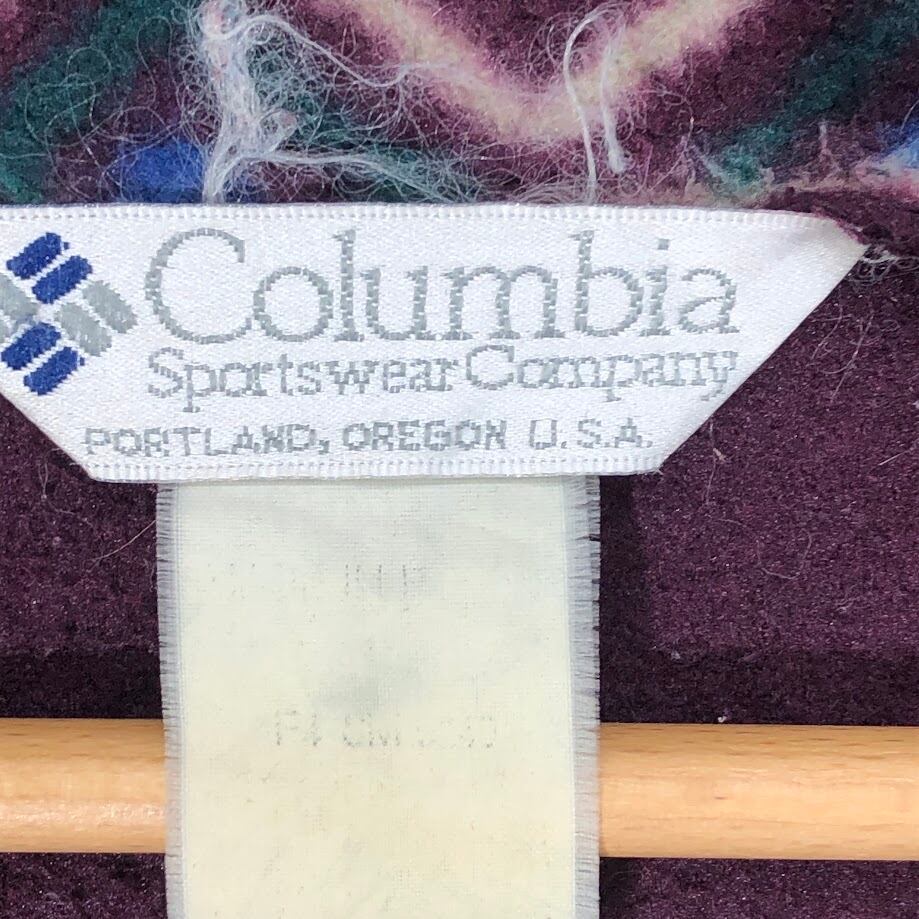 Columbia
Sportswear Company
PORTLAND, OREGON U.S.A.